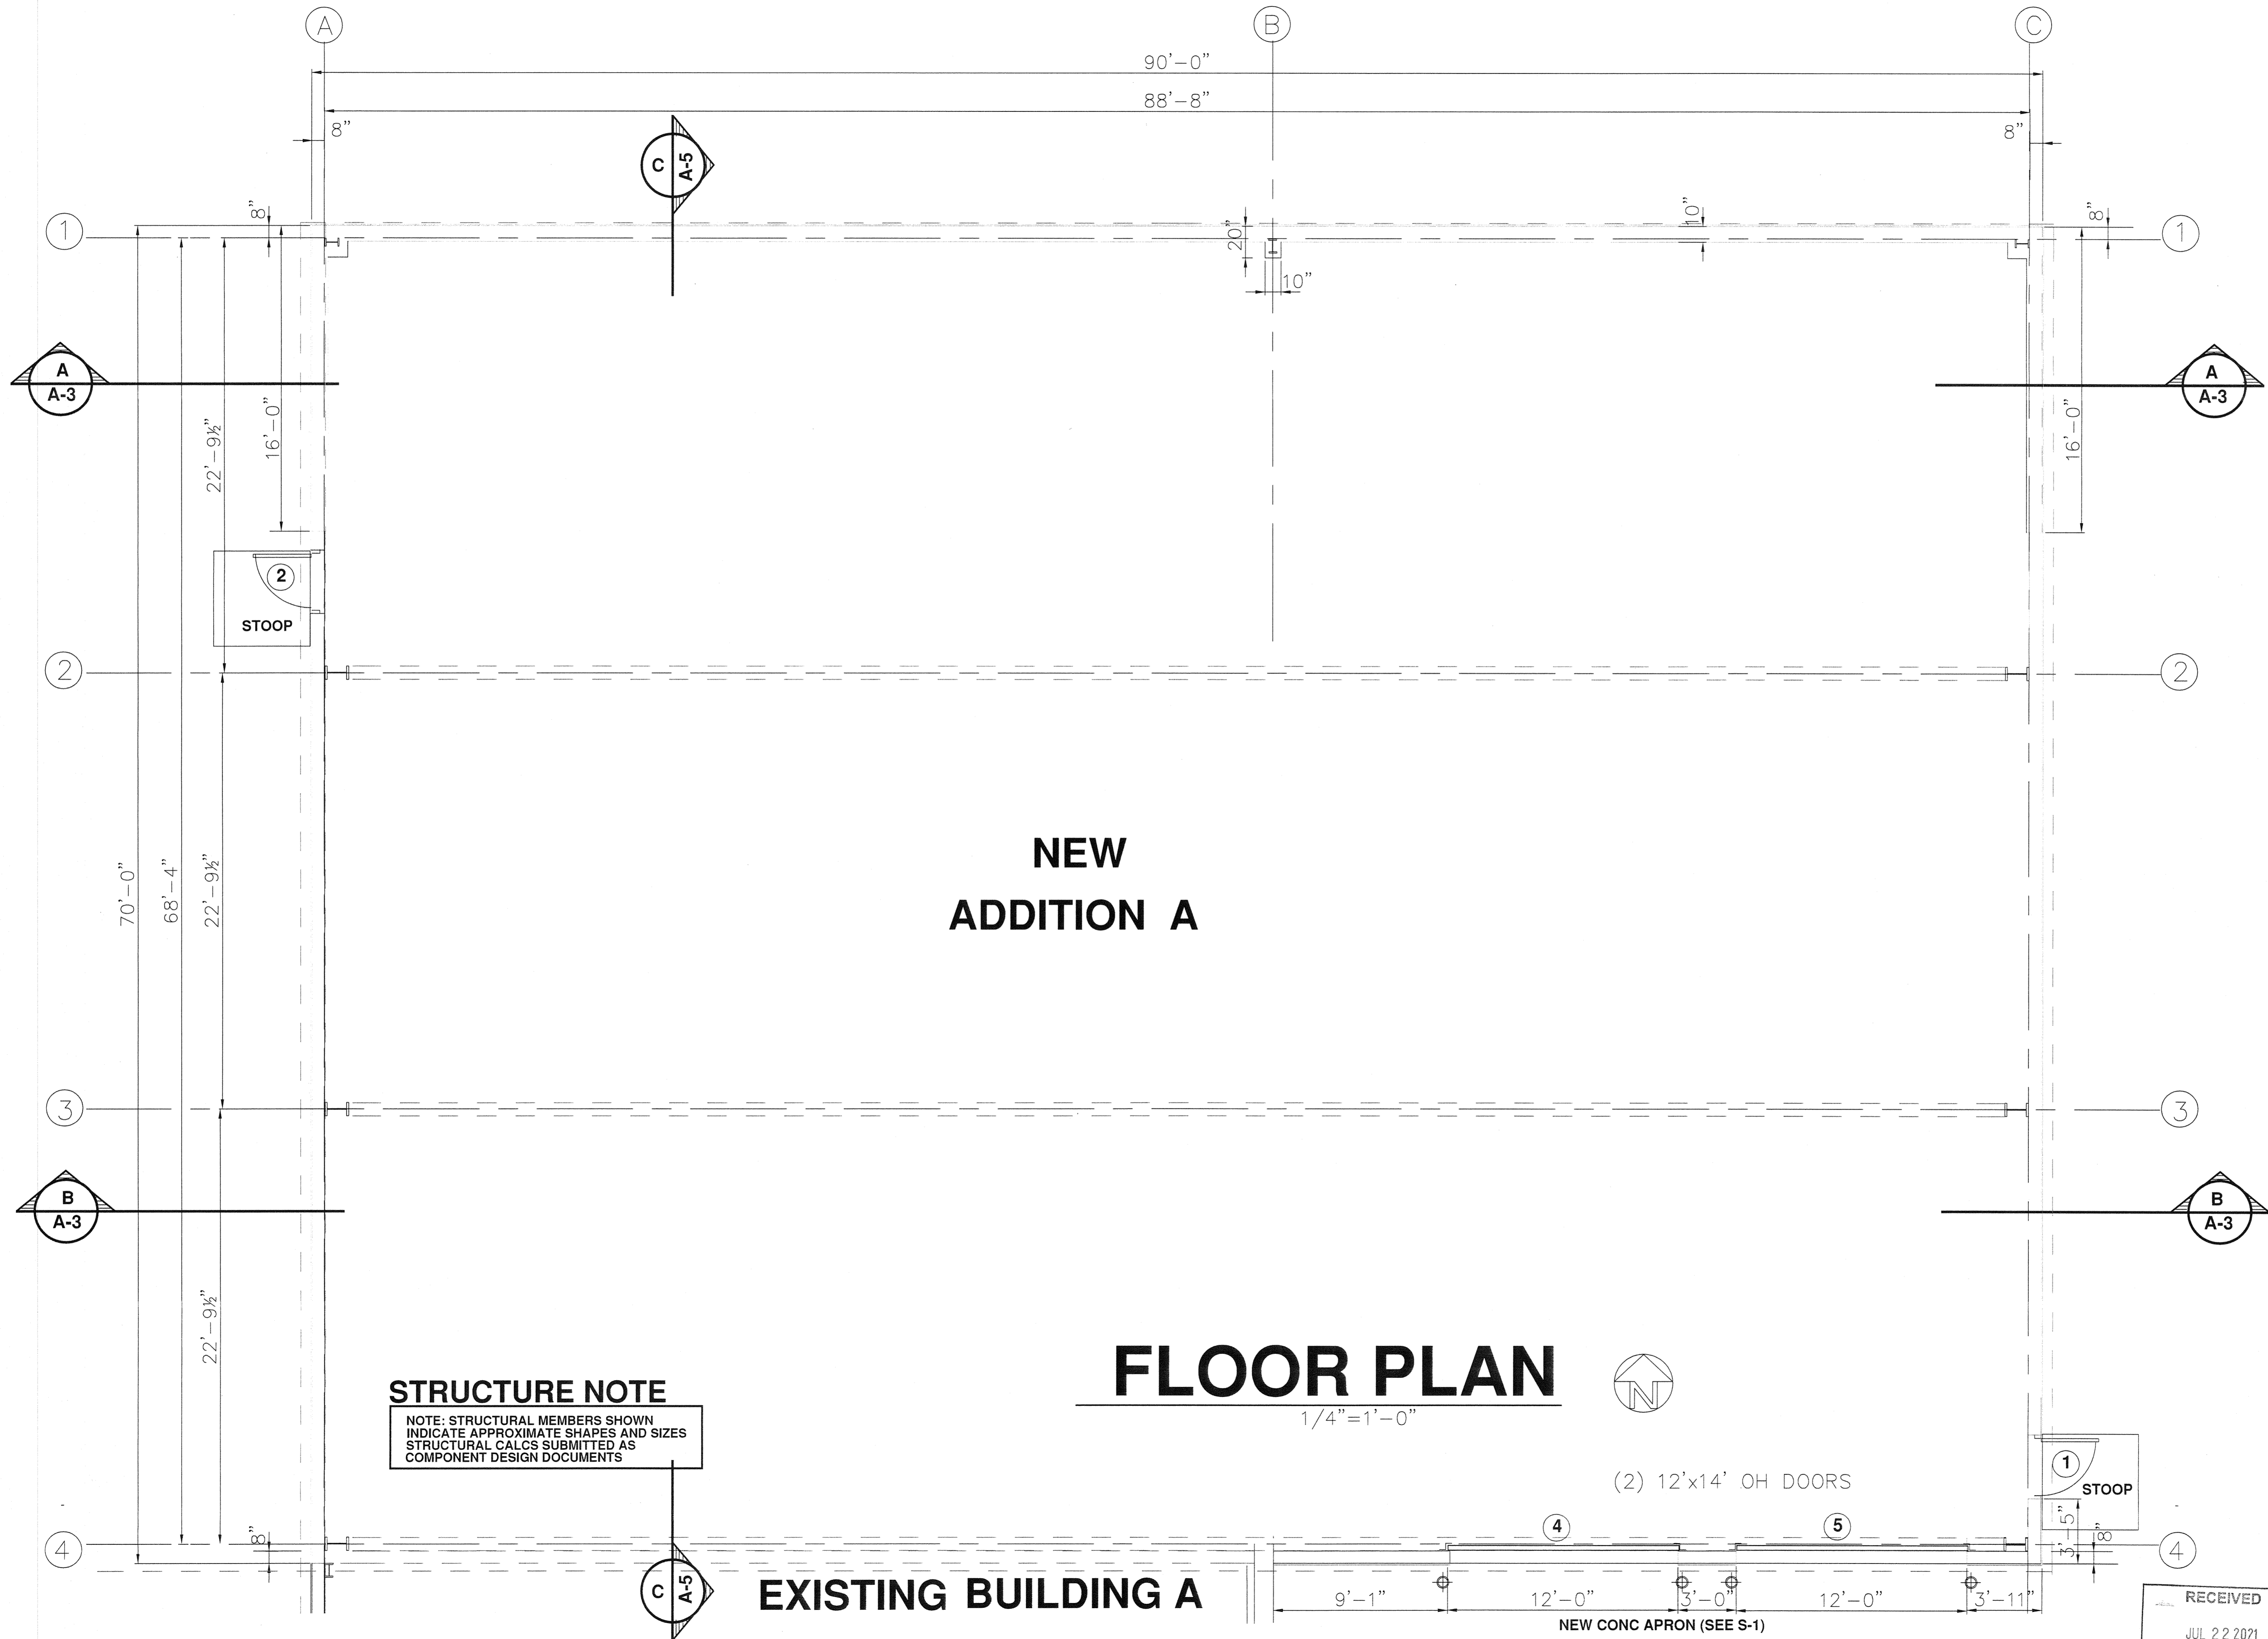 A
B
C
90'-0"
88'-8"
8"
8"
C
A-5
8"
20"
10"
10"
8"
1
1
A
A-3
A
A-3
22'-9½"
16'-0"
16'-0"
2
STOOP
2
2
NEW
ADDITION A
70'-0"
68'-4"
22'-9½"
3
3
B
A-3
B
A-3
22'-9½"
FLOOR PLAN
1/4"=1'-0"
N
STRUCTURE NOTE
NOTE: STRUCTURAL MEMBERS SHOWN
INDICATE APPROXIMATE SHAPES AND SIZES
STRUCTURAL CALCS SUBMITTED AS
COMPONENT DESIGN DOCUMENTS
(2) 12'x14' OH DOORS
1
STOOP
4
5
3'-5"
8"
8"
4
4
C
A-5
EXISTING BUILDING A
9'-1"
12'-0"
3'-0"
12'-0"
3'-11"
NEW CONC APRON (SEE S-1)
RECEIVED
JUL 22 2021